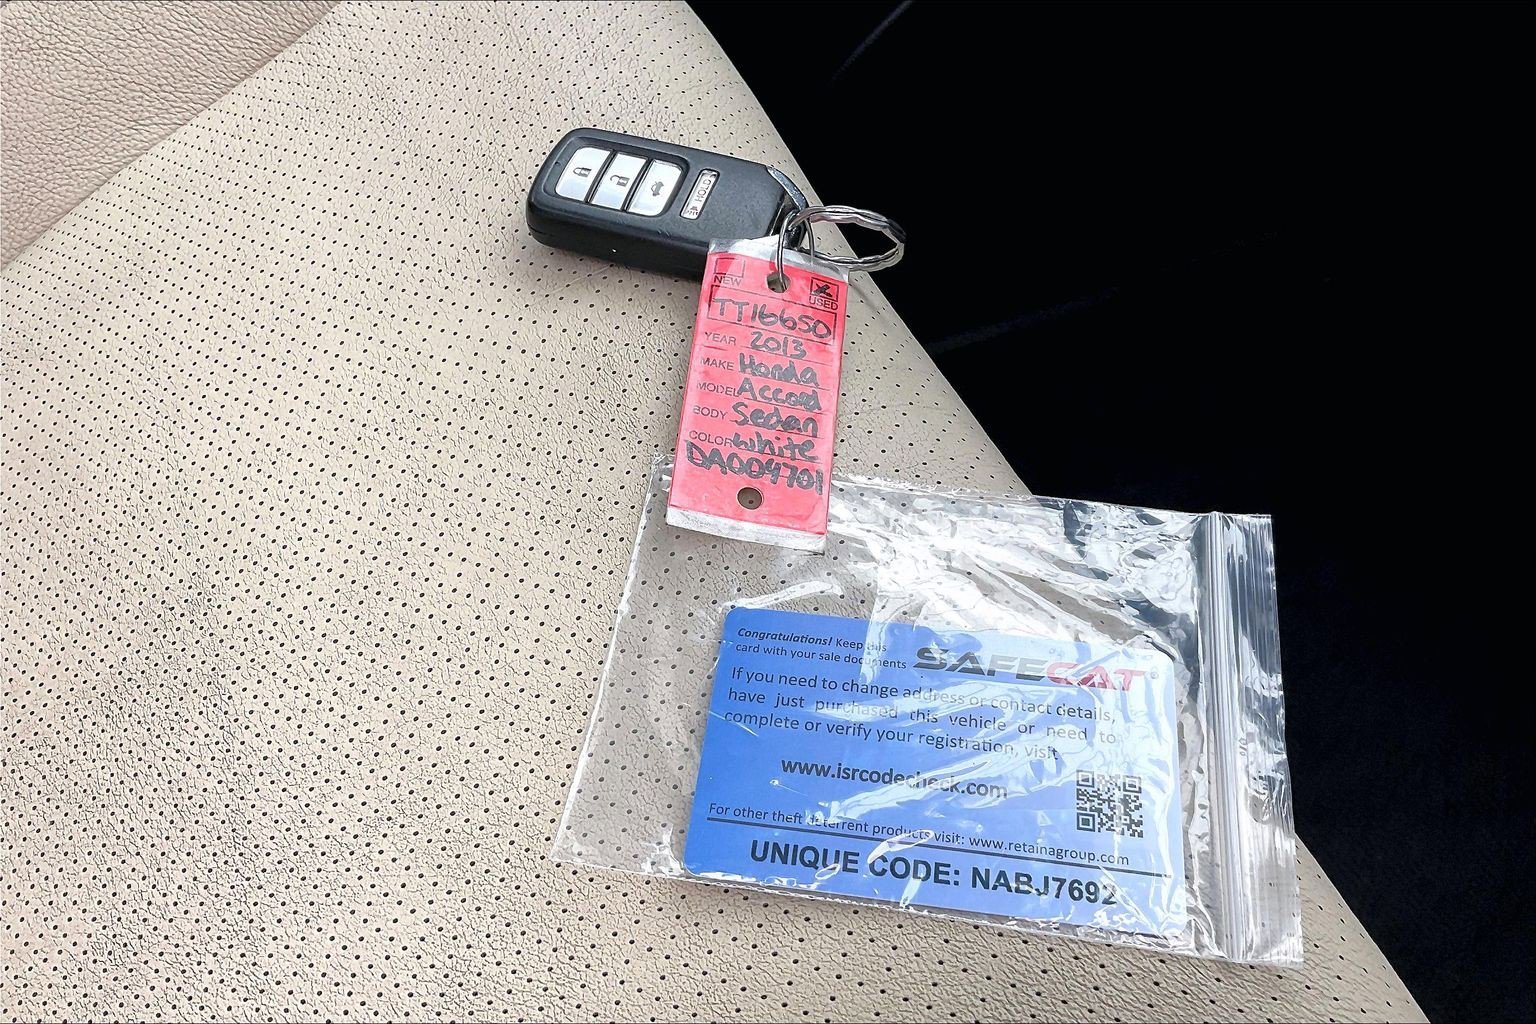 HOLD
NEW
USED
TT16650
YEAR 2013
MAKE Honda
MODEL Accord
BODY Sedan
COLOR White
DA004701
Congratulations! Keep this
card with your sale documents
SAFECAT®
If you need to change address or contact details,
have just purchased this vehicle or need to
complete or verify your registration, visit
www.isrcodecheck.com
For other theft deterrent products visit: www.retainagroup.com
UNIQUE CODE: NABJ7692